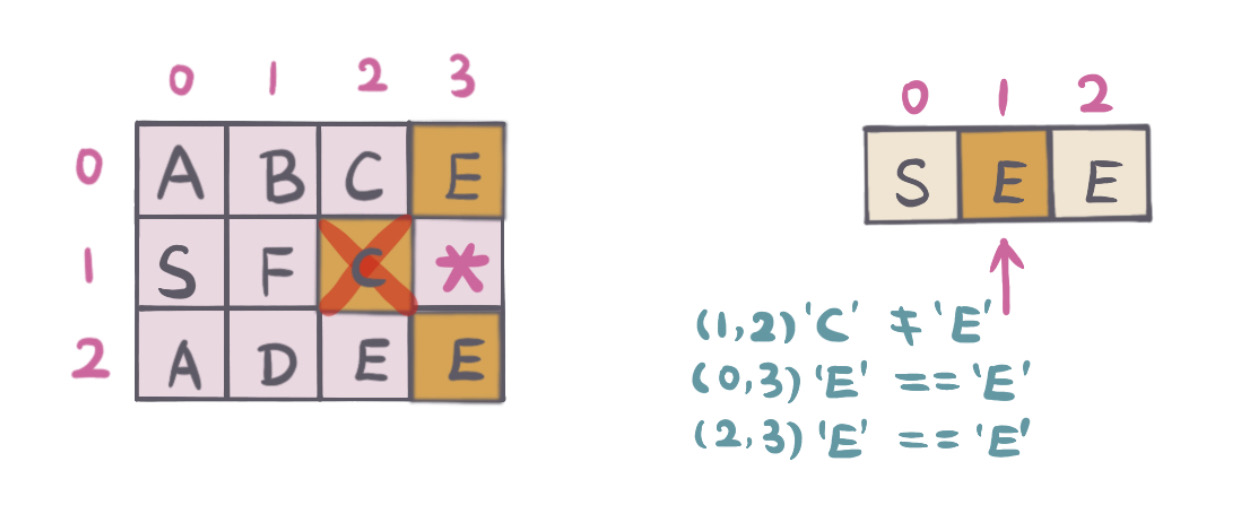 0 1 2 3
0 A B C E
1 S F C *
2 A D E E
0 1 2
S E E
(1,2) 'C' ≠ 'E'
(0,3) 'E' == 'E'
(2,3) 'E' == 'E'